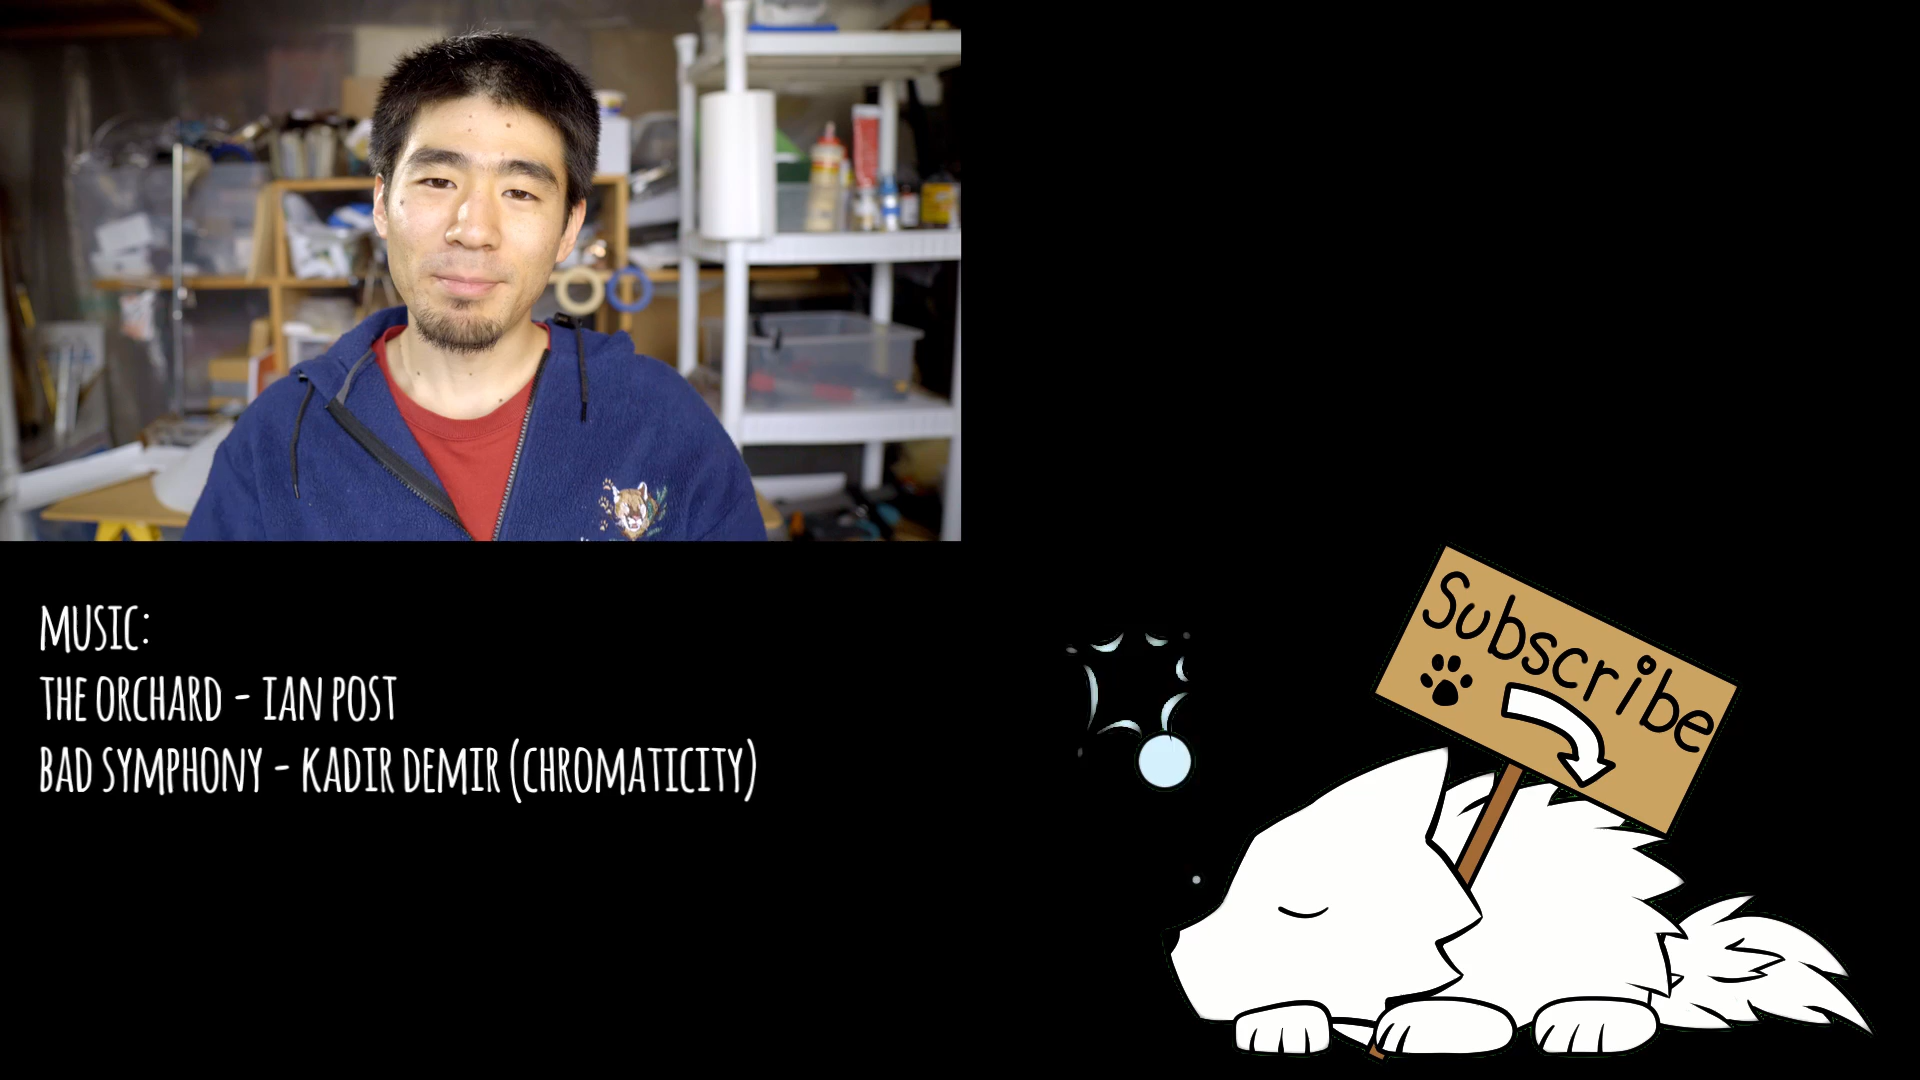 MUSIC:
THE ORCHARD - IAN POST
BAD SYMPHONY - KADIR DEMIR (CHROMATICITY)
Subscribe